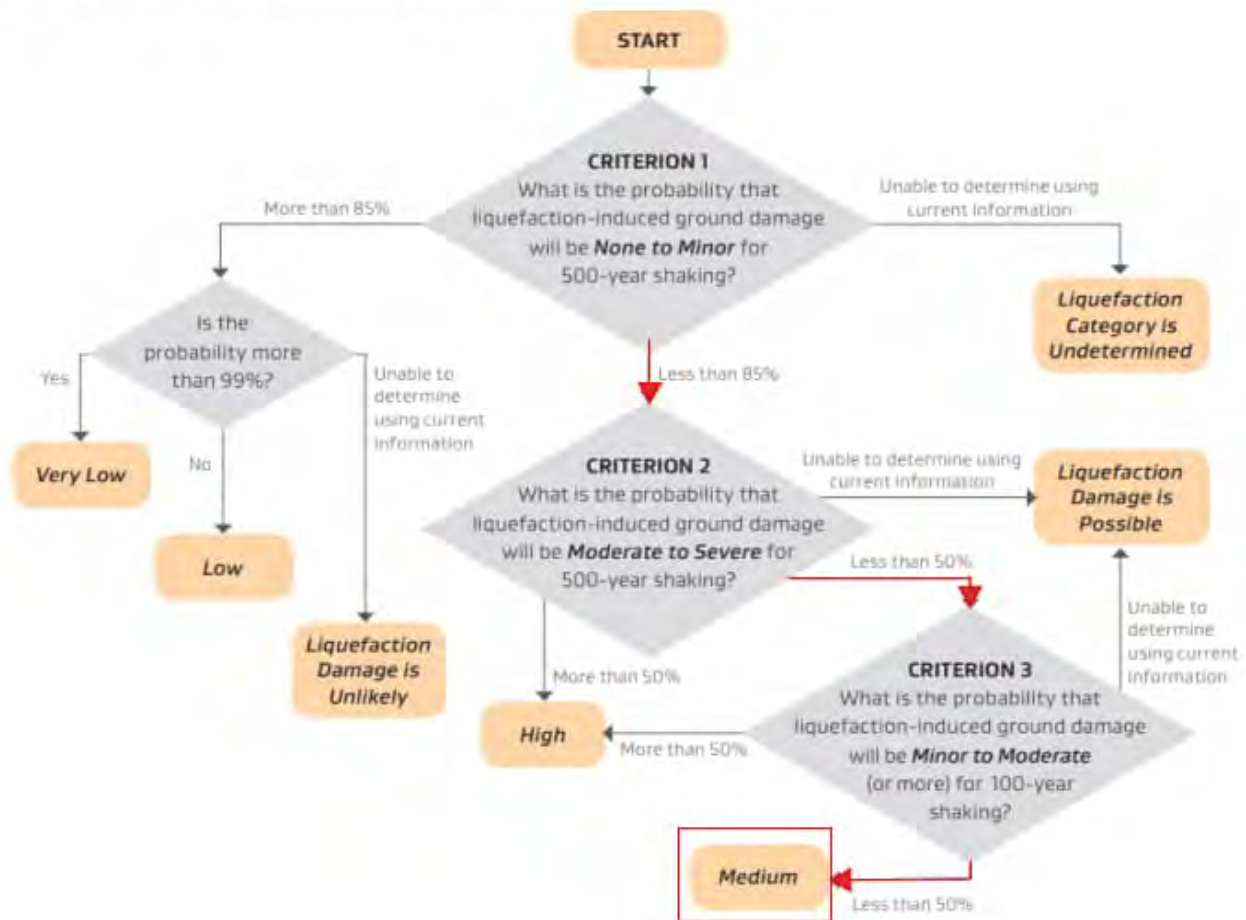 START
CRITERION 1
What is the probability that
liquefaction-induced ground damage
will be None to Minor for
500-year shaking?
More than 85%
Unable to determine using
current information
Liquefaction
Category is
Undetermined
Is the
probability more
than 99%?
Yes
Unable to
determine
using current
information
Less than 85%
Very Low
No
Low
Liquefaction
Damage is
Unlikely
CRITERION 2
What is the probability that
liquefaction-induced ground damage
will be Moderate to Severe for
500-year shaking?
Unable to determine using
current information
Liquefaction
Damage is
Possible
Less than 50%
More than 50%
High
CRITERION 3
What is the probability that
liquefaction-induced ground damage
will be Minor to Moderate
(or more) for 100-year
shaking?
Unable to
determine
using current
information
More than 50%
Medium
Less than 50%